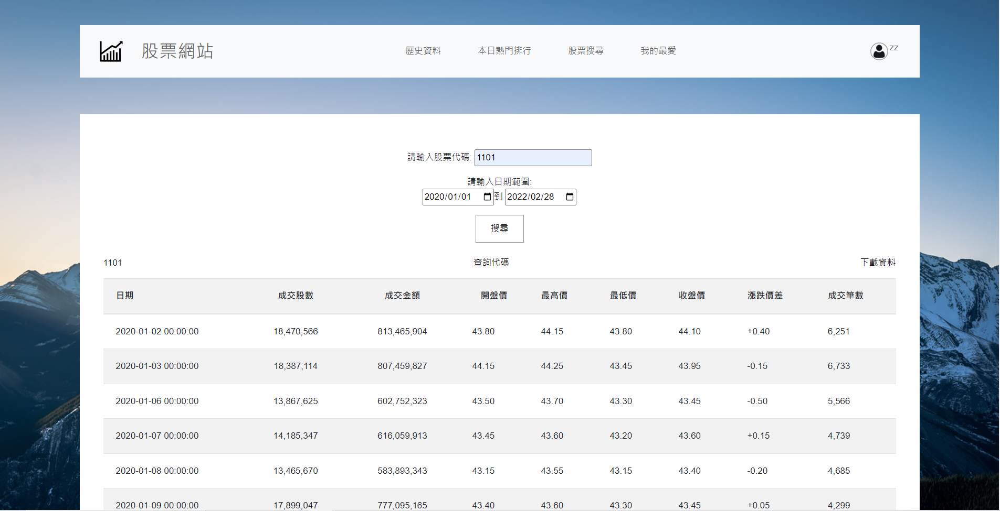 股票網站 歷史資料 本日熱門排行 股票搜尋 我的最愛 zz
請輸入股票代碼: 1101
請輸入日期範圍:
2020/01/01 到 2022/02/28
搜尋
1101 查詢代碼 下載資料
日期 成交股數 成交金額 開盤價 最高價 最低價 收盤價 漲跌價差 成交筆數
2020-01-02 00:00:00 18,470,566 813,465,904 43.80 44.15 43.80 44.10 +0.40 6,251
2020-01-03 00:00:00 18,387,114 807,459,827 44.15 44.25 43.45 43.95 -0.15 6,733
2020-01-06 00:00:00 13,867,625 602,752,323 43.50 43.70 43.30 43.45 -0.50 5,566
2020-01-07 00:00:00 14,185,347 616,059,913 43.45 43.60 43.20 43.60 +0.15 4,739
2020-01-08 00:00:00 13,465,670 583,893,343 43.15 43.55 43.15 43.40 -0.20 4,685
2020-01-09 00:00:00 17,899,047 777,095,165 43.40 43.60 43.30 43.45 +0.05 4,299